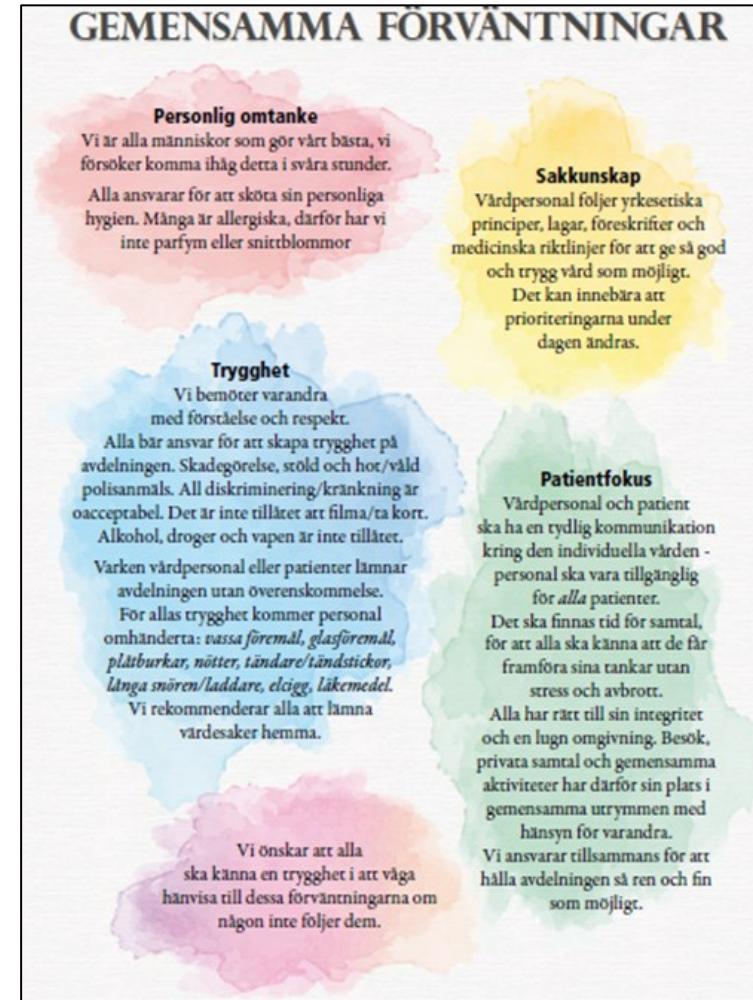 GEMENSAMMA FÖRVÄNTNINGAR
Personlig omtanke
Vi är alla människor som gör vårt bästa, vi
försöker komma ihåg detta i svåra stunder.
Alla ansvarar för att sköta sin personliga
hygien. Många är allergiska, därför har vi
inte parfym eller snittblommor
Sakkunskap
Vårdpersonal följer yrkesetiska
principer, lagar, föreskrifter och
medicinska riktlinjer för att ge så god
och trygg vård som möjligt.
Det kan innebära att
prioriteringarna under
dagen ändras.
Trygghet
Vi bemöter varandra
med förståelse och respekt.
Alla bär ansvar för att skapa trygghet på
avdelningen. Skadegörelse, stöld och hot/våld
polisanmäls. All diskriminering/kränkning är
oacceptabel. Det är inte tillåtet att filma/ta kort.
Alkohol, droger och vapen är inte tillåtet.
Varken vårdpersonal eller patienter lämnar
avdelningen utan överenskommelse.
För allas trygghet kommer personal
omhänderta: vassa föremål, glasföremål,
plåtburkar, nötter, tändare/tändstickor,
långa snören/laddare, elcigg, läkemedel.
Vi rekommenderar alla att lämna
värdesaker hemma.
Patientfokus
Vårdpersonal och patient
ska ha en tydlig kommunikation
kring den individuella vården -
personal ska vara tillgänglig
för alla patienter.
Det ska finnas tid för samtal,
för att alla ska känna att de får
framföra sina tankar utan
stress och avbrott.
Alla har rätt till sin integritet
och en lugn omgivning. Besök,
privata samtal och gemensamma
aktiviteter har därför sin plats i
gemensamma utrymmen med
hänsyn för varandra.
Vi ansvarar tillsammans för att
hålla avdelningen så ren och fin
som möjligt.
Vi önskar att alla
ska känna en trygghet i att våga
hänvisa till dessa förväntningarna om
någon inte följer dem.